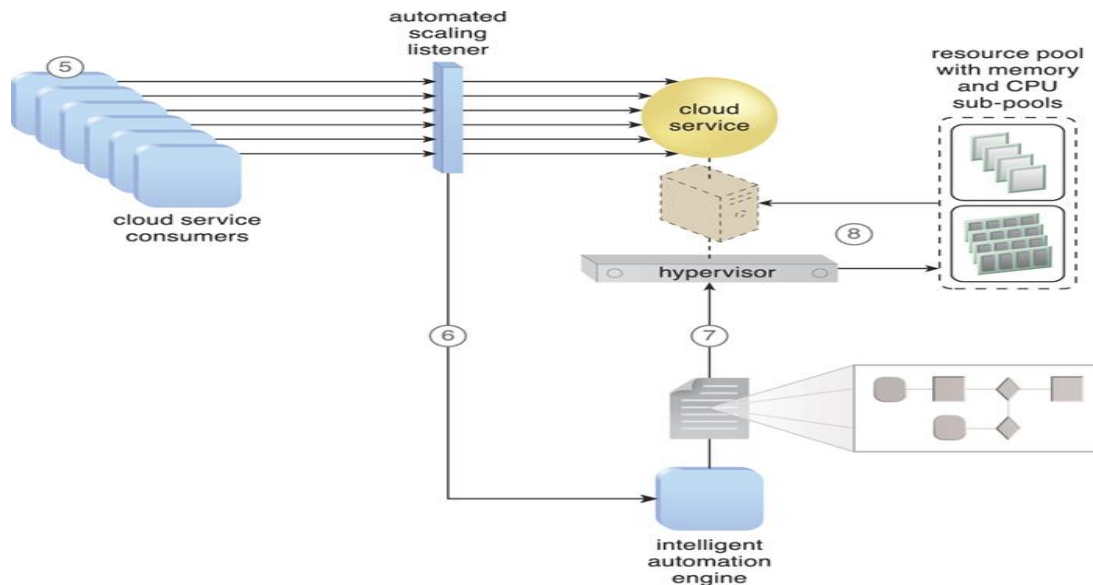 automated
scaling
listener
resource pool
with memory
and CPU
sub-pools
5
cloud
service
cloud service
consumers
8
hypervisor
6
7
intelligent
automation
engine